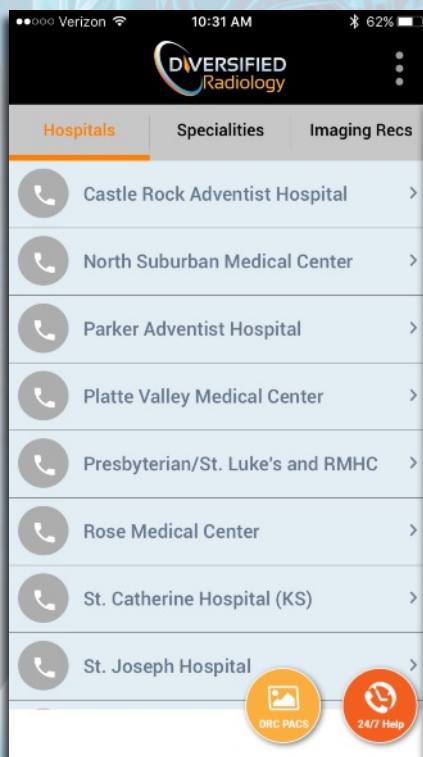 Verizon 10:31 AM 62%
DIVERSIFIED
Radiology
Hospitals Specialities Imaging Recs
Castle Rock Adventist Hospital
North Suburban Medical Center
Parker Adventist Hospital
Platte Valley Medical Center
Presbyterian/St. Luke's and RMHC
Rose Medical Center
St. Catherine Hospital (KS)
St. Joseph Hospital
DRC PACS 24/7 Help